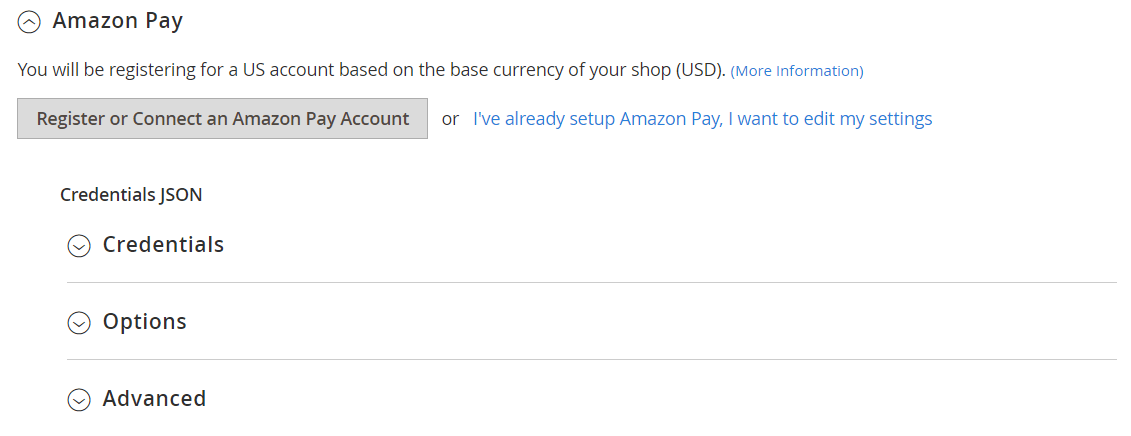 Amazon Pay
You will be registering for a US account based on the base currency of your shop (USD). (More Information)
Register or Connect an Amazon Pay Account or I've already setup Amazon Pay, I want to edit my settings
Credentials JSON
Credentials
Options
Advanced